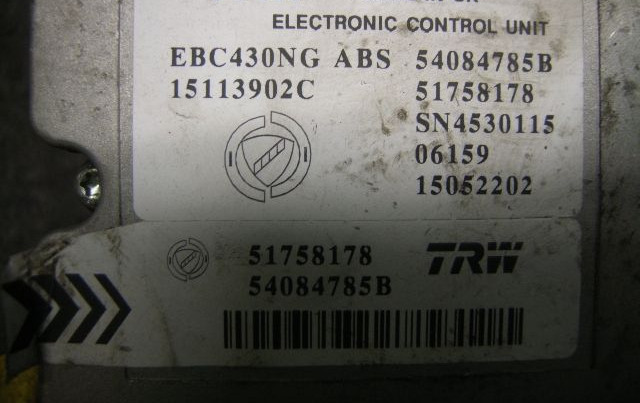 ELECTRONIC CONTROL UNIT
EBC430NG ABS 54084785B
15113902C 51758178
SN4530115
06159
15052202
51758178 TRW
54084785B